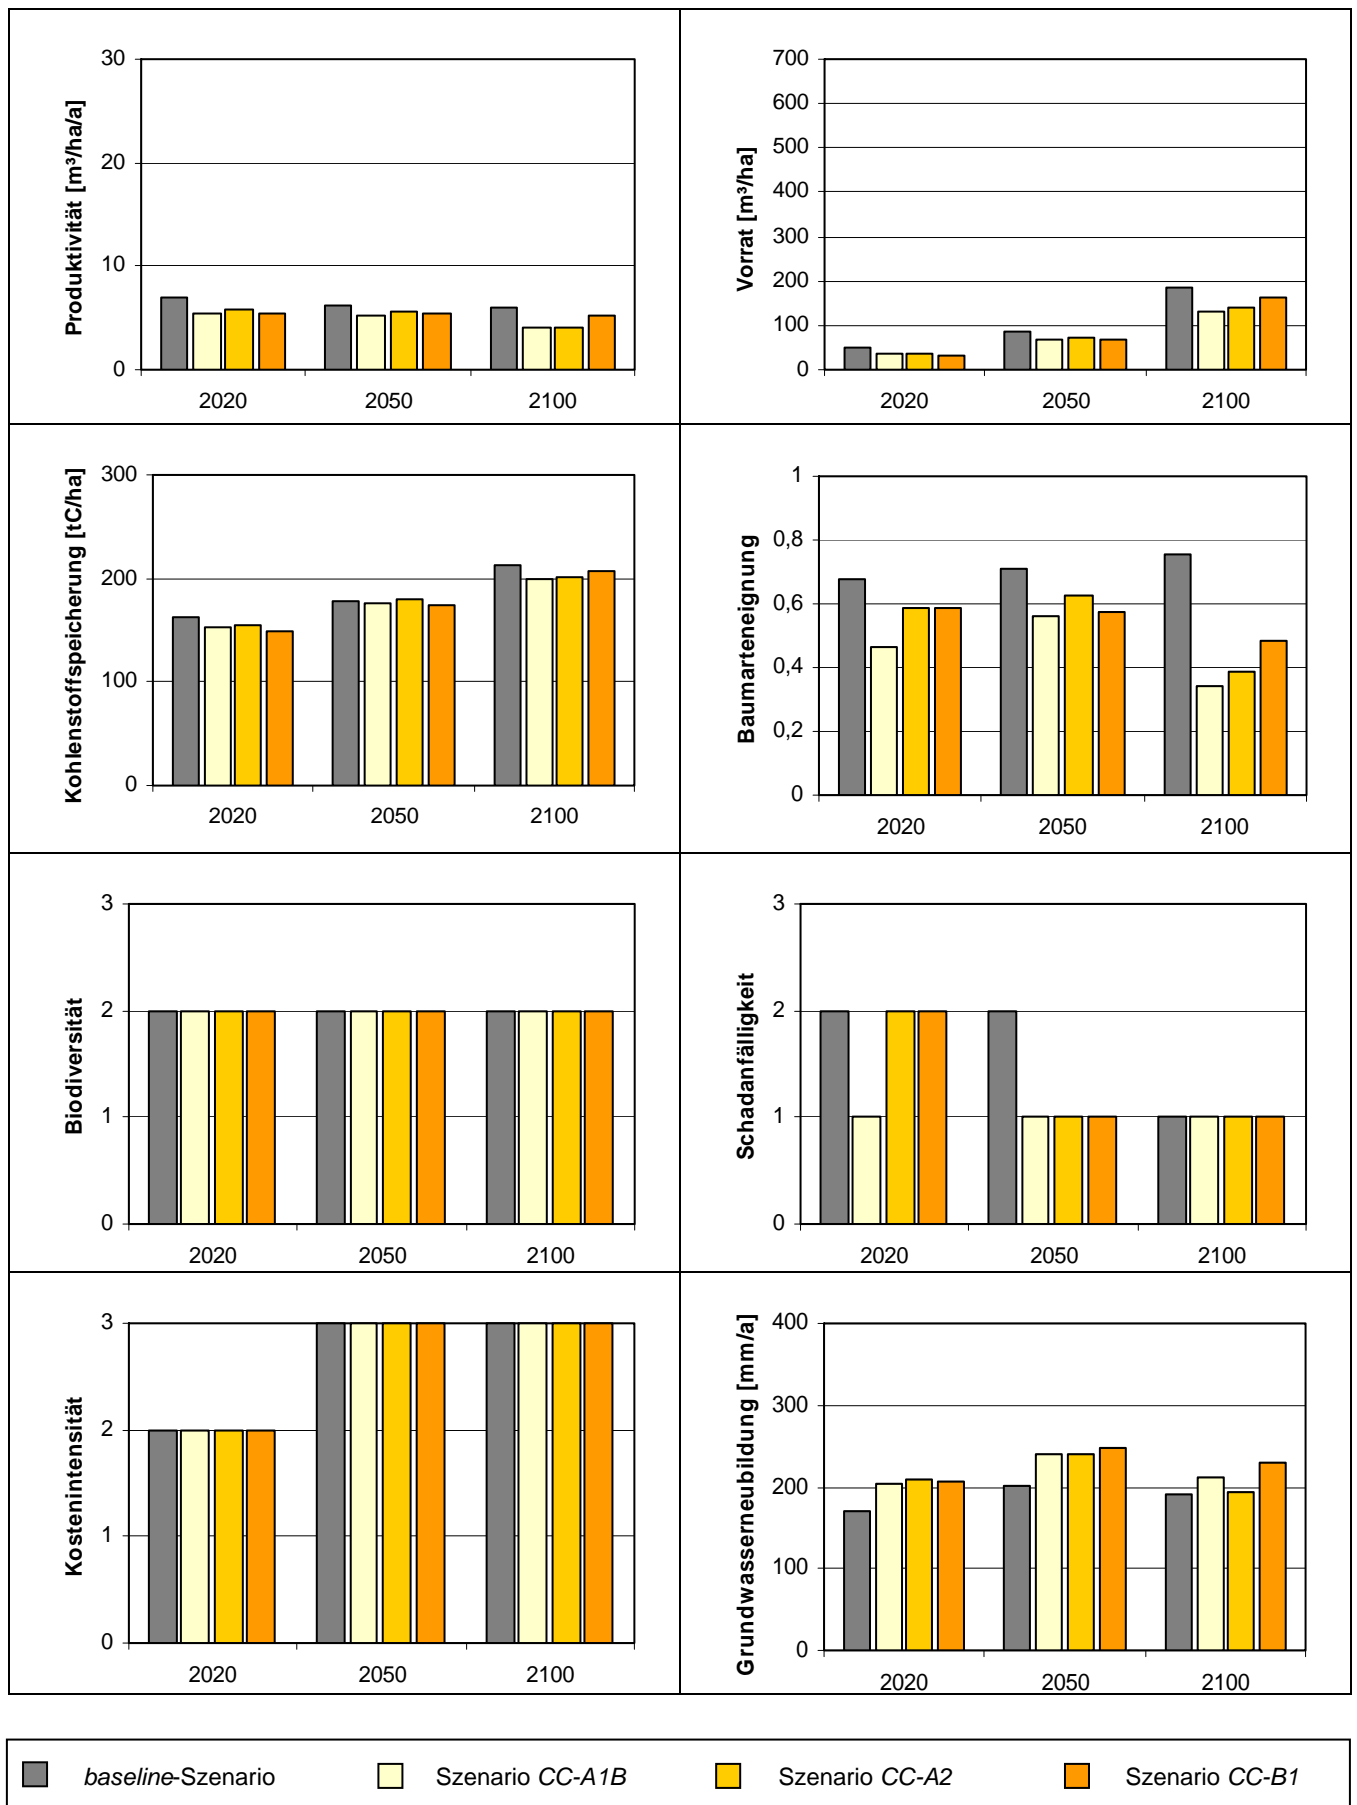 Produktivität [m³/ha/a]
30
20
10
0
2020 2050 2100
Vorrat [m³/ha]
700
600
500
400
300
200
100
0
2020 2050 2100
Kohlenstoffspeicherung [tC/ha]
300
200
100
0
2020 2050 2100
Baumarteneignung
1
0,8
0,6
0,4
0,2
0
2020 2050 2100
Biodiversität
3
2
1
0
2020 2050 2100
Schadanfälligkeit
3
2
1
0
2020 2050 2100
Kostenintensität
3
2
1
0
2020 2050 2100
Grundwasserneubildung [mm/a]
400
300
200
100
0
2020 2050 2100
baseline-Szenario Szenario CC-A1B Szenario CC-A2 Szenario CC-B1